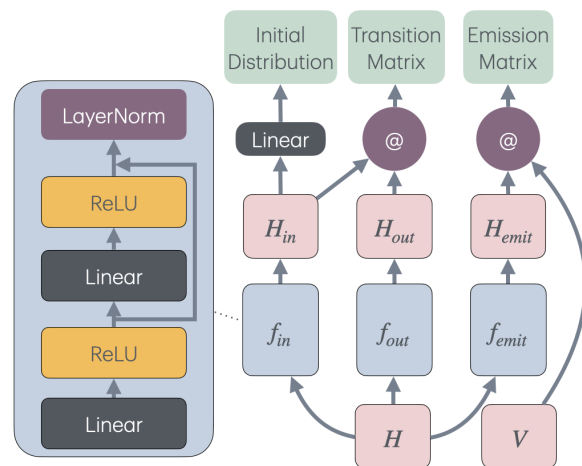 Initial
Distribution
Transition
Matrix
Emission
Matrix
LayerNorm
ReLU
Linear
ReLU
Linear
Linear
@
@
H_in
H_out
H_emit
f_in
f_out
f_emit
H
V